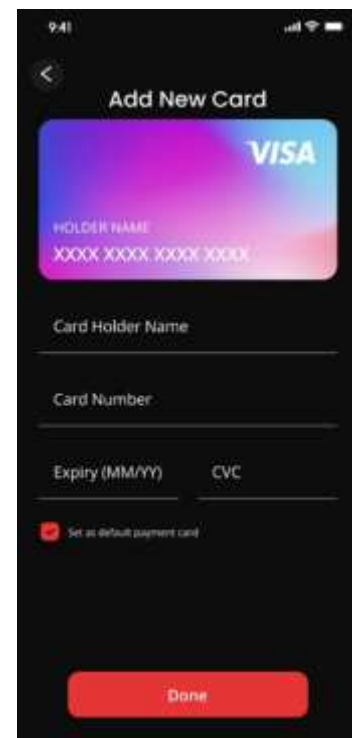 9:41
Add New Card
VISA
HOLDER NAME
XXXX XXXX XXXX XXXX
Card Holder Name
Card Number
Expiry (MM/YY) CVC
Set as default payment card
Done